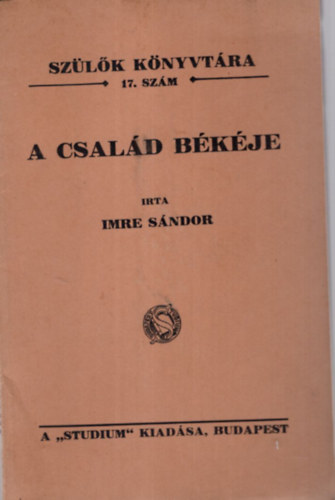 SZÜLŐK KÖNYVTÁRA
17. SZÁM
A CSALÁD BÉKÉJE
IRTA
IMRE SÁNDOR
A „STUDIUM“ KIADÁSA, BUDAPEST